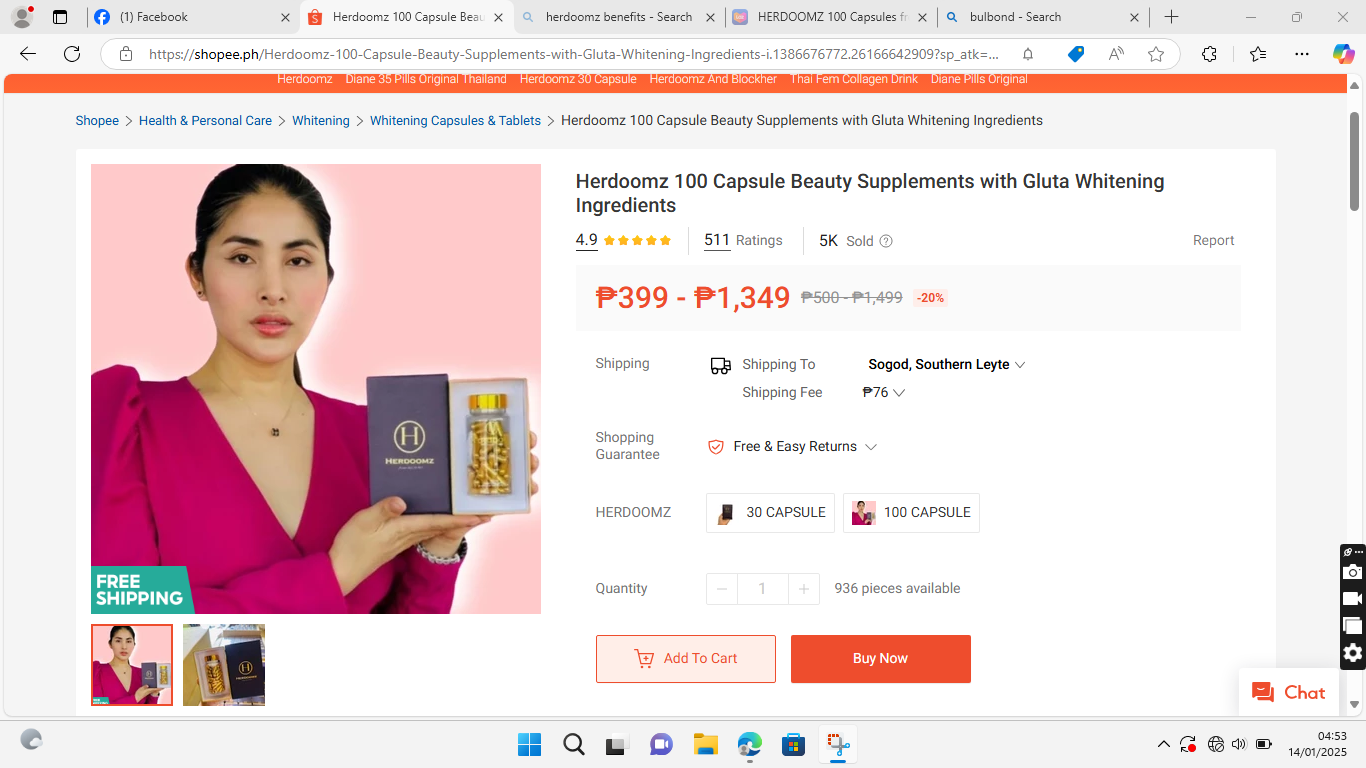 (1) Facebook
Herdoomz 100 Capsule Beau
herdoomz benefits - Search
HERDOOMZ 100 Capsules fr
bulbond - Search
https://shopee.ph/Herdoomz-100-Capsule-Beauty-Supplements-with-Gluta-Whitening-Ingredients-i.1386676772.26166642909?sp_atk=...
Herdoomz Diane 35 Pills Original Thailand Herdoomz 30 Capsule Herdoomz And Blockher Thai Fem Collagen Drink Diane Pills Original
Shopee > Health & Personal Care > Whitening > Whitening Capsules & Tablets > Herdoomz 100 Capsule Beauty Supplements with Gluta Whitening Ingredients
H
HERDOOMZ
FREE
SHIPPING
H
HERDOOMZ
Herdoomz 100 Capsule Beauty Supplements with Gluta Whitening
Ingredients
4.9 511 Ratings 5K Sold Report
₱399 - ₱1,349 ₱500 - ₱1,499 -20%
Shipping Shipping To Sogod, Southern Leyte
Shipping Fee ₱76
Shopping
Guarantee
Free & Easy Returns
HERDOOMZ 30 CAPSULE 100 CAPSULE
Quantity 1 936 pieces available
Add To Cart Buy Now
Chat
04:53
14/01/2025